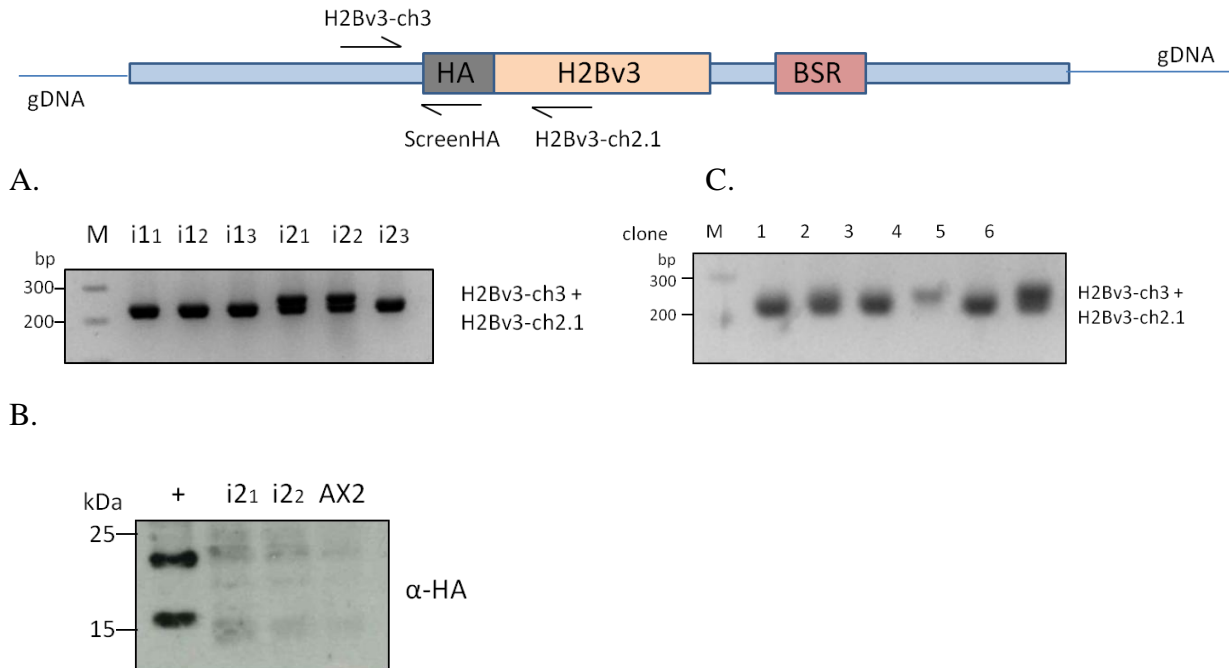 H2Bv3-ch3
gDNA
HA
H2Bv3
BSR
gDNA
ScreenHA
H2Bv3-ch2.1
A.
M i11 i12 i13 i21 i22 i23
bp
300
200
H2Bv3-ch3 +
H2Bv3-ch2.1
C.
clone M 1 2 3 4 5 6
bp
300
200
H2Bv3-ch3 +
H2Bv3-ch2.1
B.
kDa + i21 i22 AX2
25
15
α-HA